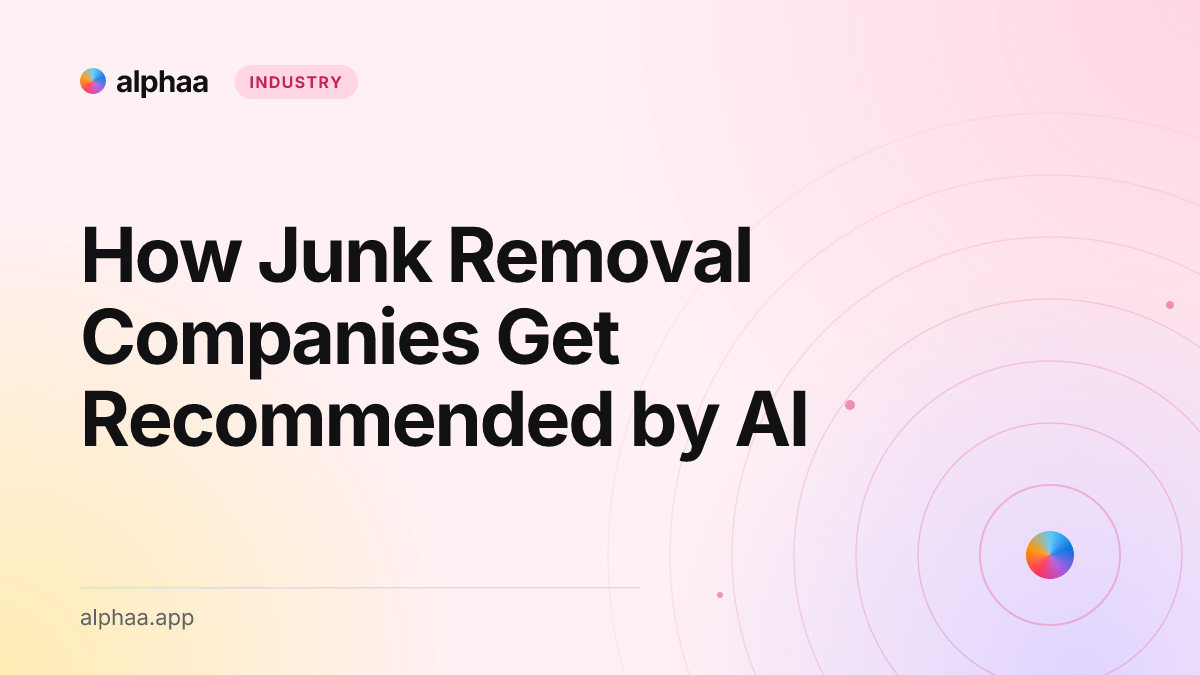 alphaa
INDUSTRY
How Junk Removal
Companies Get
Recommended by AI
alphaa.app